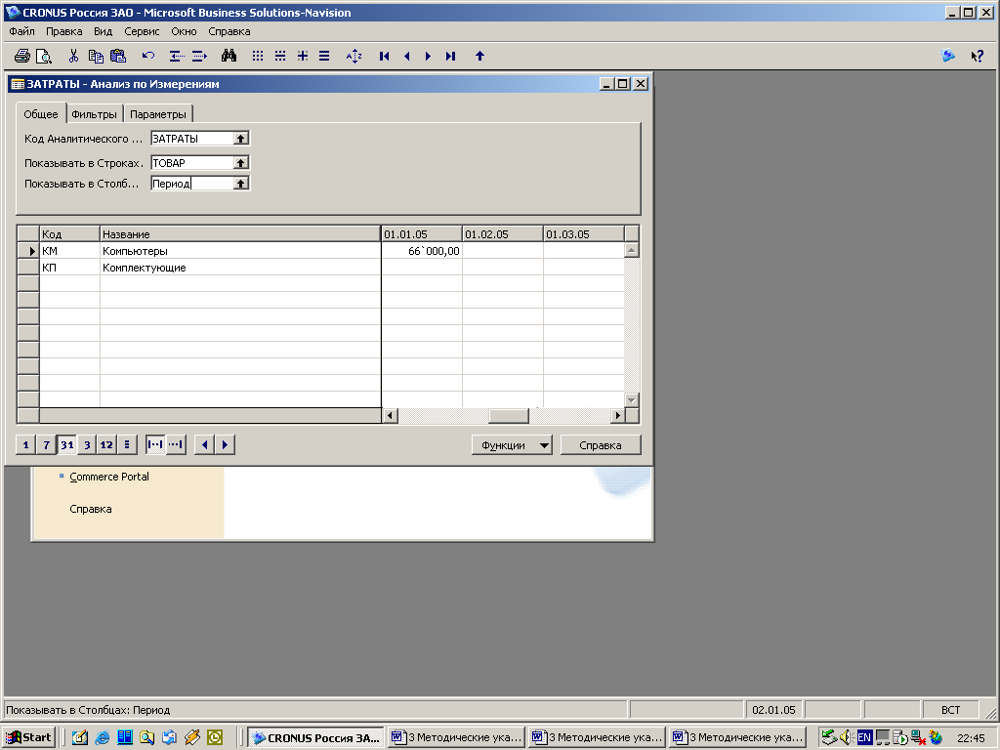 CRONUS Россия ЗАО - Microsoft Business Solutions-Navision
Файл Правка Вид Сервис Окно Справка
ЗАТРАТЫ - Анализ по Измерениям
Общее Фильтры Параметры
Код Аналитического ... ЗАТРАТЫ
Показывать в Строках. ТОВАР
Показывать в Столб... Период
Код Название 01.01.05 01.02.05 01.03.05
КМ Компьютеры 66`000,00
КП Комплектующие
1 7 31 3 12 Функции Справка
Commerce Portal
Справка
Показывать в Столбцах: Период 02.01.05 ВСТ
Start CRONUS Россия ЗА... 3 Методические ука... 3 Методические ука... 3 Методические ука... EN 22:45